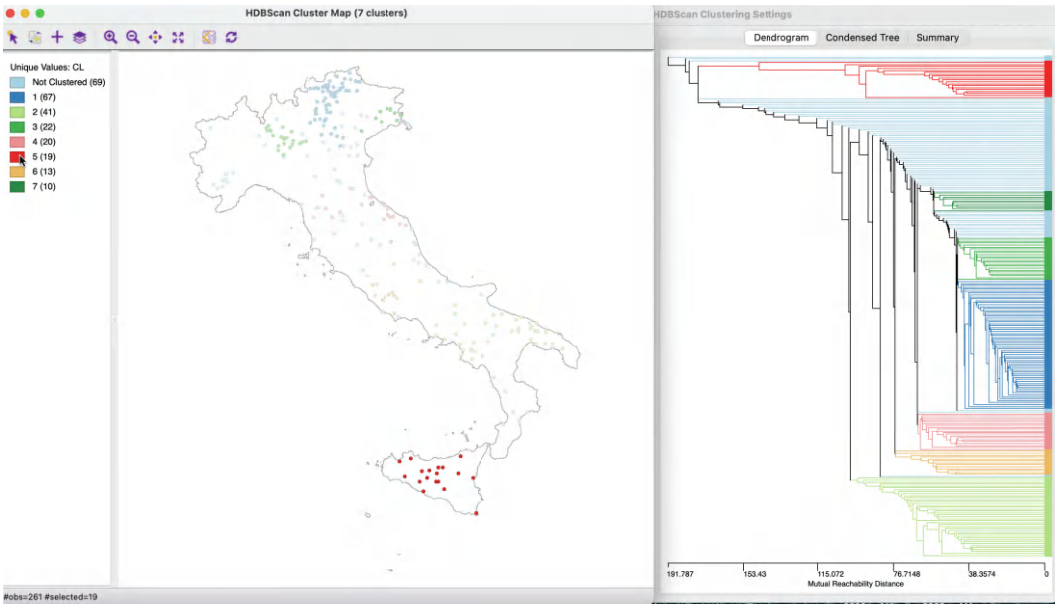 HDBScan Cluster Map (7 clusters)
Unique Values: CL
Not Clustered (69)
1 (67)
2 (41)
3 (22)
4 (20)
5 (19)
6 (13)
7 (10)
#obs=261 #selected=19
HDBScan Clustering Settings
Dendrogram Condensed Tree Summary
191.787 153.43 115.072 76.7148 38.3574 0
Mutual Reachability Distance